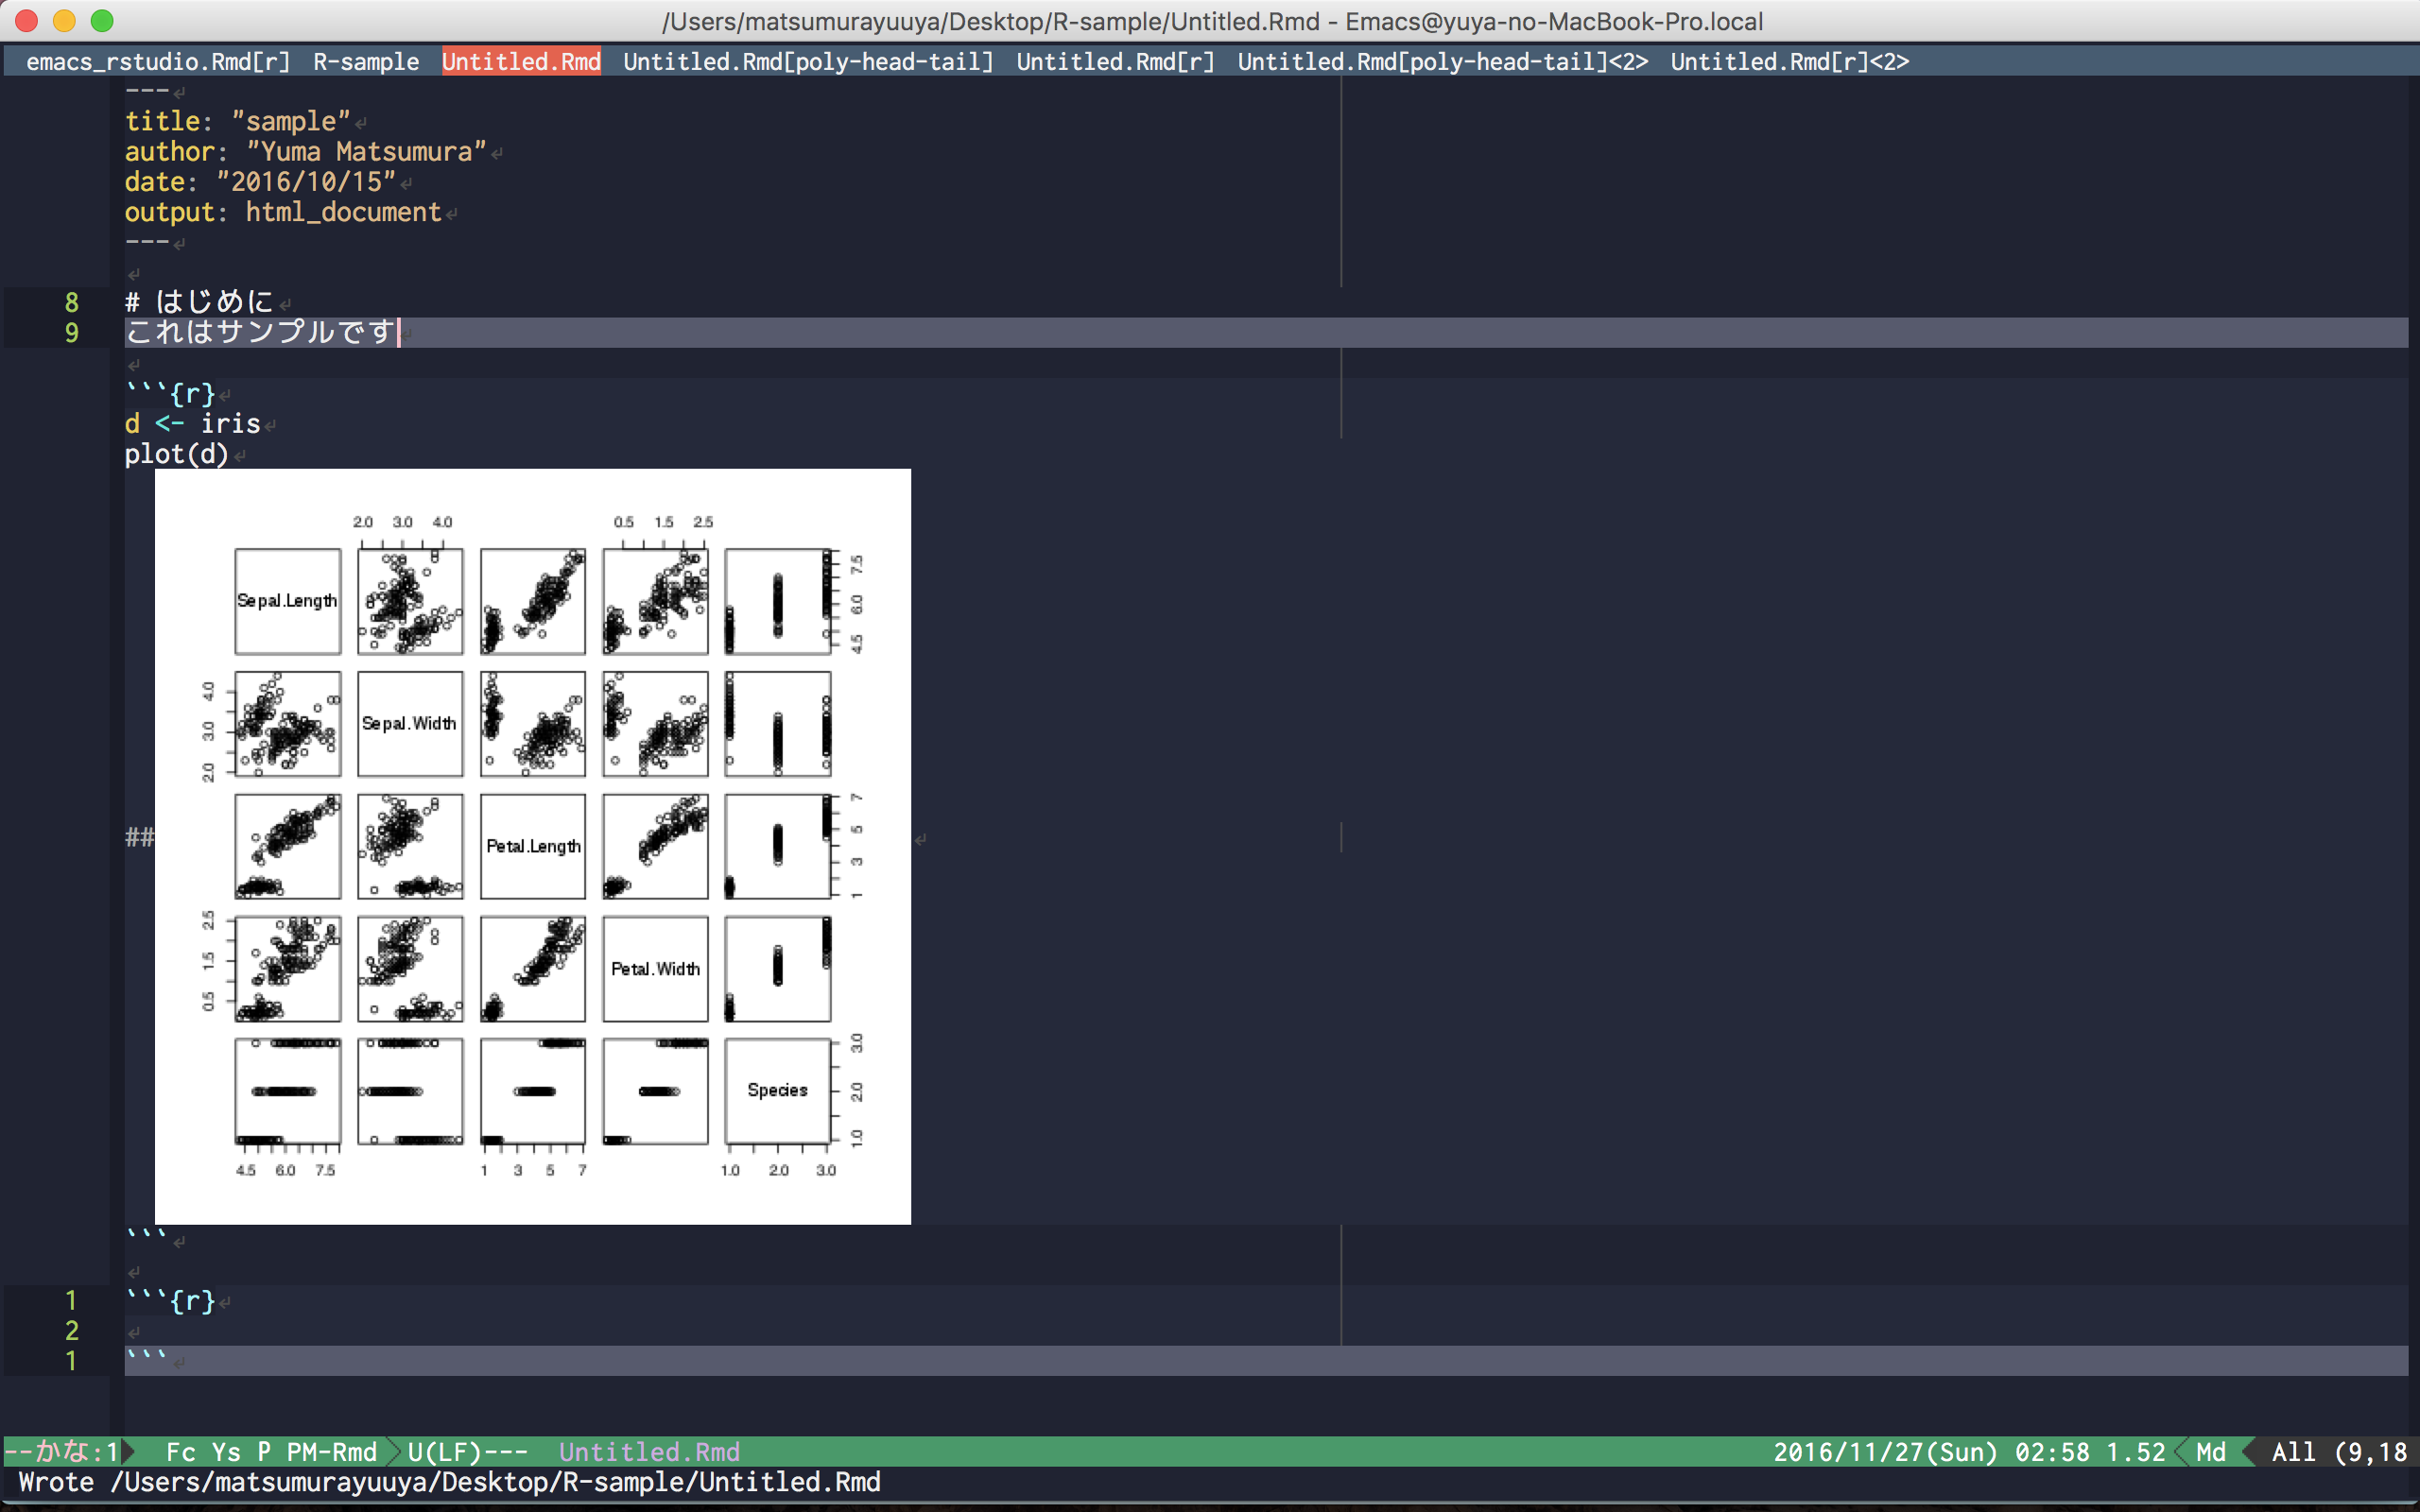 /Users/matsumurayuuya/Desktop/R-sample/Untitled.Rmd - Emacs@yuya-no-MacBook-Pro.local
emacs_rstudio.Rmd[r] R-sample Untitled.Rmd Untitled.Rmd[poly-head-tail] Untitled.Rmd[r] Untitled.Rmd[poly-head-tail]<2> Untitled.Rmd[r]<2>
---
title: "sample"
author: "Yuma Matsumura"
date: "2016/10/15"
output: html_document
---
8 # はじめに
9 これはサンプルです
```{r}
d <- iris
plot(d)
2.0 3.0 4.0 0.5 1.5 2.5
Sepal.Length 4.5 6.0 7.5
2.0 3.0 4.0 Sepal.Width
## Petal.Length 1 3 5 7
0.5 1.5 2.5 Petal.Width
Species 1.0 2.0 3.0
4.5 6.0 7.5 1 3 5 7 1.0 2.0 3.0
```
1 ```{r}
2
1 ```
--かな:1 Fc Ys P PM-Rmd U(LF)--- Untitled.Rmd 2016/11/27(Sun) 02:58 1.52 Md All (9,18
Wrote /Users/matsumurayuuya/Desktop/R-sample/Untitled.Rmd